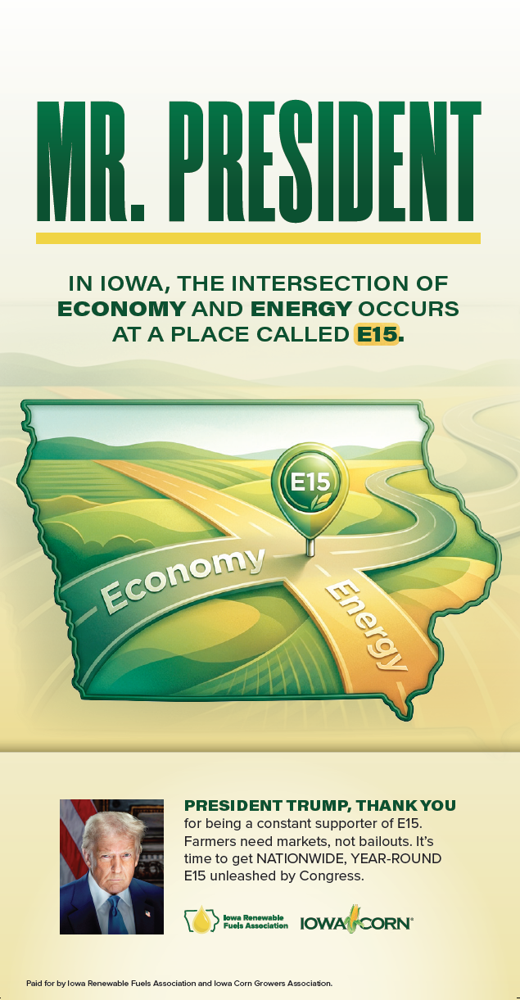 MR. PRESIDENT
IN IOWA, THE INTERSECTION OF
ECONOMY AND ENERGY OCCURS
AT A PLACE CALLED E15.
E15
Economy
Energy
PRESIDENT TRUMP, THANK YOU
for being a constant supporter of E15.
Farmers need markets, not bailouts. It’s
time to get NATIONWIDE, YEAR-ROUND
E15 unleashed by Congress.
Iowa Renewable
Fuels Association
IOWA CORN®
Paid for by Iowa Renewable Fuels Association and Iowa Corn Growers Association.